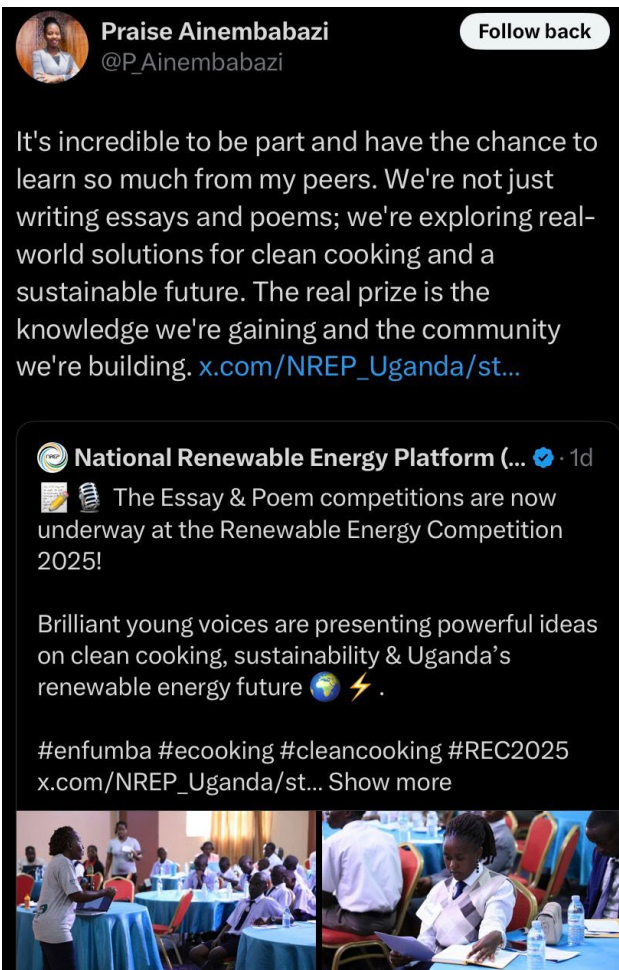 Praise Ainembabazi
Follow back
@P_Ainembabazi
It's incredible to be part and have the chance to
learn so much from my peers. We're not just
writing essays and poems; we're exploring real-
world solutions for clean cooking and a
sustainable future. The real prize is the
knowledge we're gaining and the community
we're building. x.com/NREP_Uganda/st...
National Renewable Energy Platform (... · 1d
📝🎙️ The Essay & Poem competitions are now
underway at the Renewable Energy Competition
2025!
Brilliant young voices are presenting powerful ideas
on clean cooking, sustainability & Uganda’s
renewable energy future 🌍⚡.
#enfumba #ecooking #cleancooking #REC2025
x.com/NREP_Uganda/st... Show more